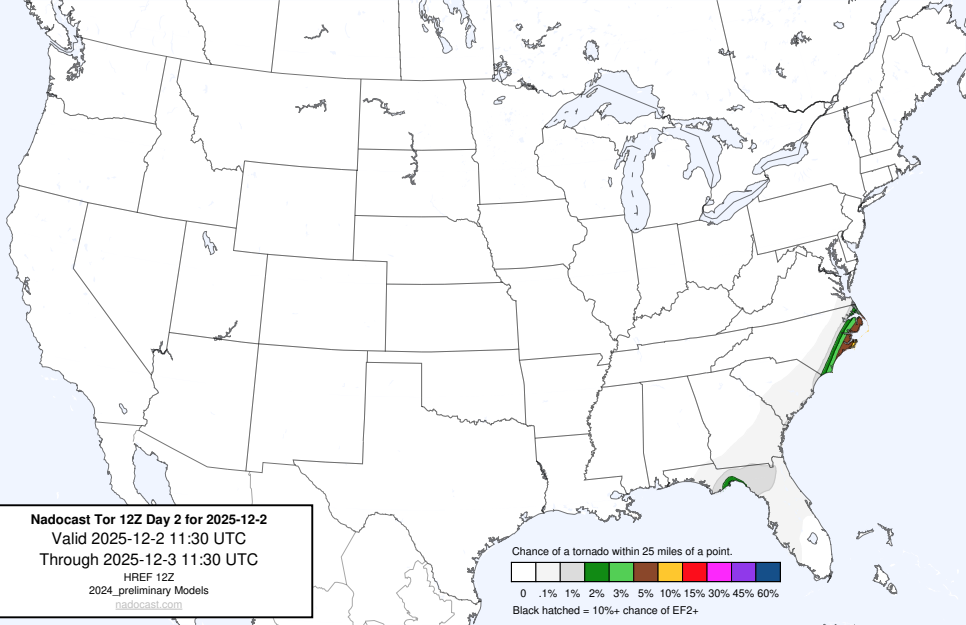 Nadocast Tor 12Z Day 2 for 2025-12-2
Valid 2025-12-2 11:30 UTC
Through 2025-12-3 11:30 UTC
HREF 12Z
2024_preliminary Models
nadocast.com
Chance of a tornado within 25 miles of a point.
0 .1% 1% 2% 3% 5% 10% 15% 30% 45% 60%
Black hatched = 10%+ chance of EF2+